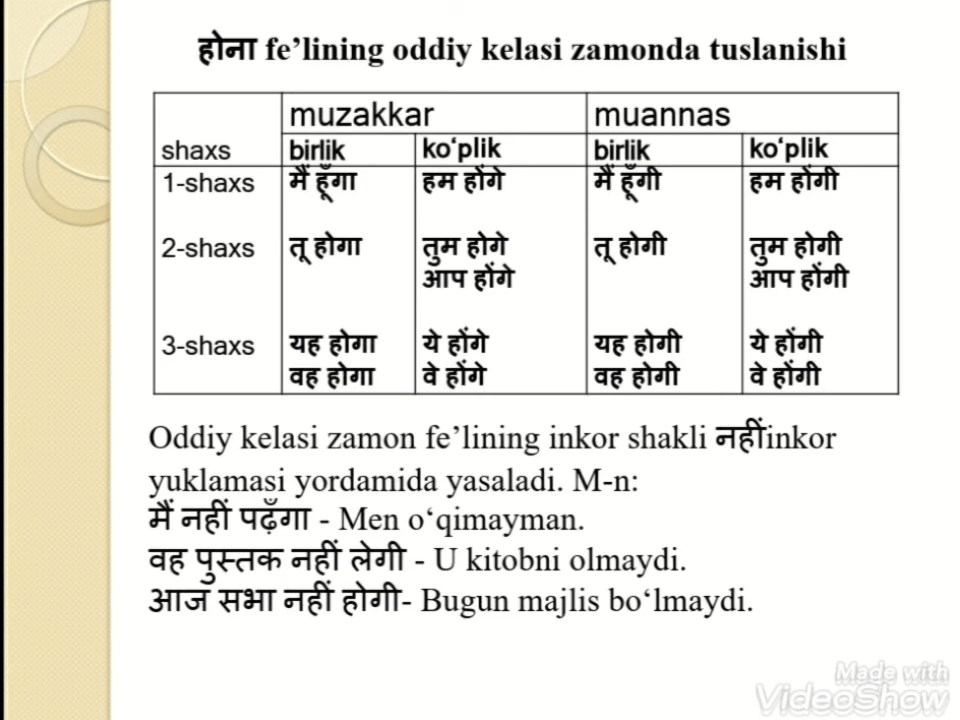 होना fe’lining oddiy kelasi zamonda tuslanishi
muzakkar muannas
shaxs birlik ko‘plik birlik ko‘plik
1-shaxs मैं हूँगा हम होंगे मैं हूँगी हम होंगी
2-shaxs तू होगा तुम होगे तू होगी तुम होगी
आप होंगे आप होंगी
3-shaxs यह होगा ये होंगे यह होगी ये होंगी
वह होगा वे होंगे वह होगी वे होंगी
Oddiy kelasi zamon fe’lining inkor shakli नहींinkor
yuklamasi yordamida yasaladi. M-n:
मैं नहीं पढ़ँगा - Men o‘qimayman.
वह पुस्तक नहीं लेगी - U kitobni olmaydi.
आज सभा नहीं होगी- Bugun majlis bo‘lmaydi.
Made with
VideoShow